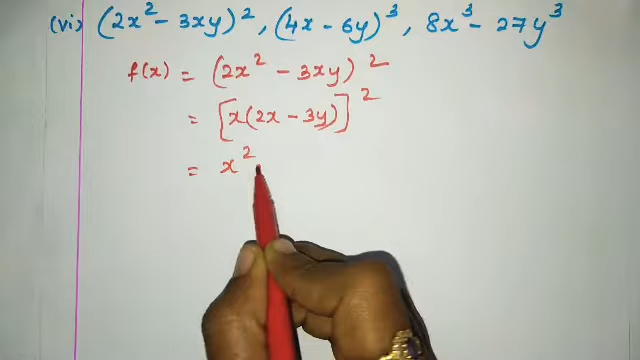 (vi) (2x² - 3xy)², (4x - 6y)³, 8x³ - 27y³
f(x) = (2x² - 3xy)²
= [x(2x - 3y)]²
= x²